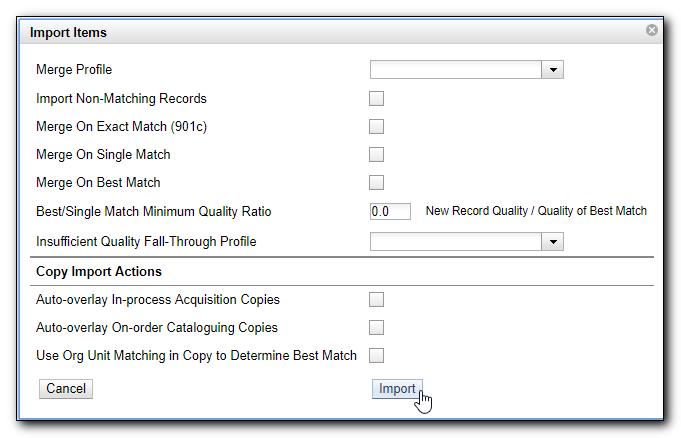 Import Items
Merge Profile
Import Non-Matching Records
Merge On Exact Match (901c)
Merge On Single Match
Merge On Best Match
Best/Single Match Minimum Quality Ratio 0.0 New Record Quality / Quality of Best Match
Insufficient Quality Fall-Through Profile
Copy Import Actions
Auto-overlay In-process Acquisition Copies
Auto-overlay On-order Cataloguing Copies
Use Org Unit Matching in Copy to Determine Best Match
Cancel Import